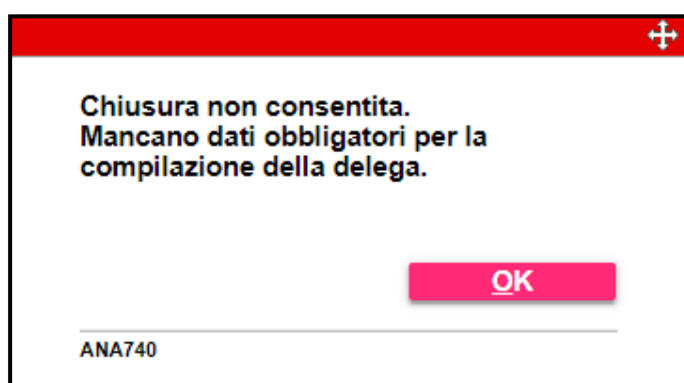 Chiusura non consentita.
Mancano dati obbligatori per la
compilazione della delega.
OK
ANA740